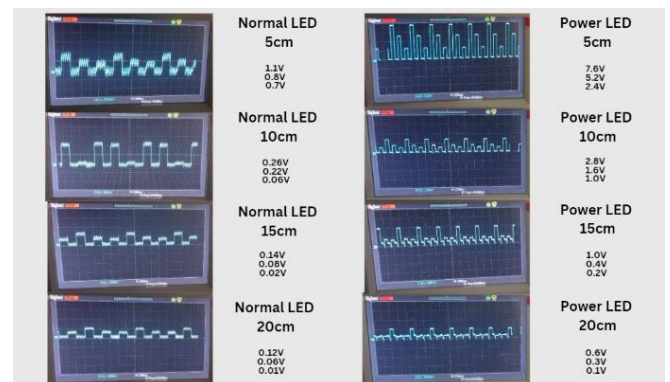 Normal LED
5cm
1.1V
0.8V
0.7V
Power LED
5cm
7.6V
5.2V
2.4V
Normal LED
10cm
0.26V
0.22V
0.06V
Power LED
10cm
2.8V
1.6V
1.0V
Normal LED
15cm
0.14V
0.08V
0.02V
Power LED
15cm
1.0V
0.4V
0.2V
Normal LED
20cm
0.12V
0.06V
0.01V
Power LED
20cm
0.6V
0.3V
0.1V